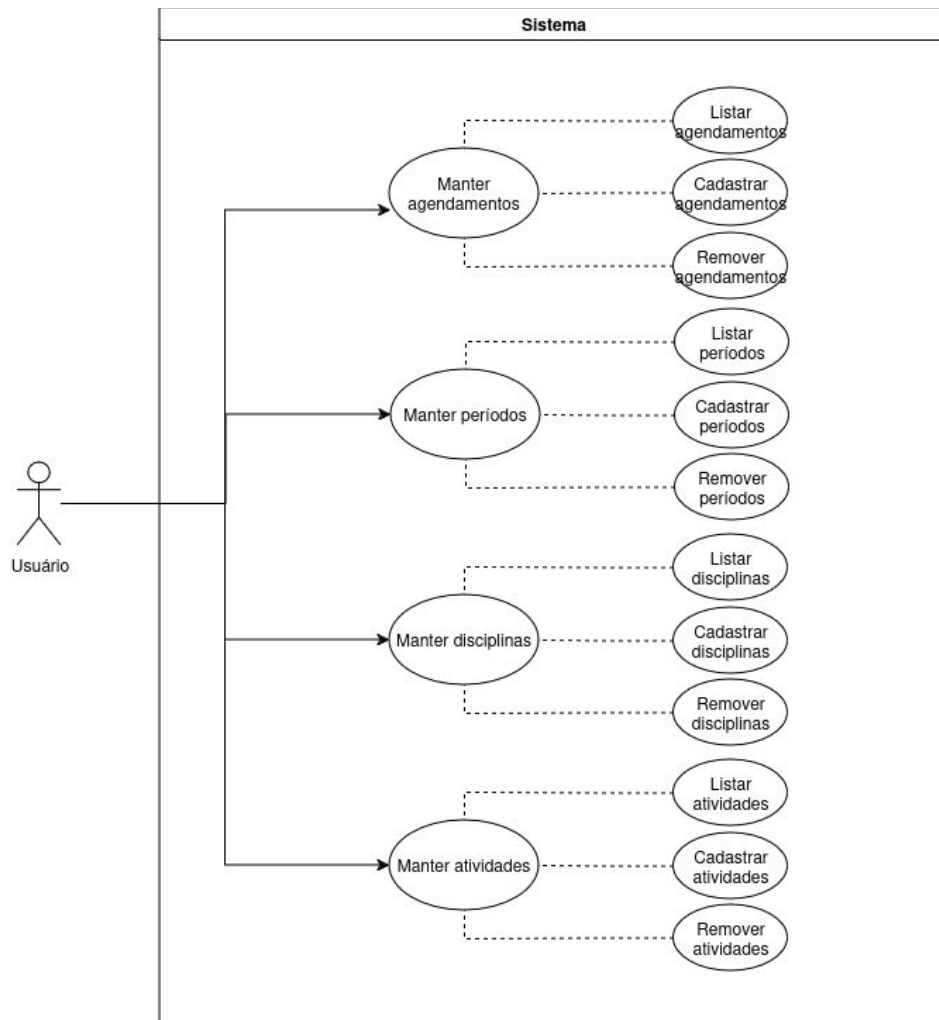 Sistema
Listar
agendamentos
Manter
agendamentos
Cadastrar
agendamentos
Remover
agendamentos
Listar
períodos
Manter períodos
Cadastrar
períodos
Remover
períodos
Usuário
Listar
disciplinas
Manter disciplinas
Cadastrar
disciplinas
Remover
disciplinas
Listar
atividades
Manter atividades
Cadastrar
atividades
Remover
atividades